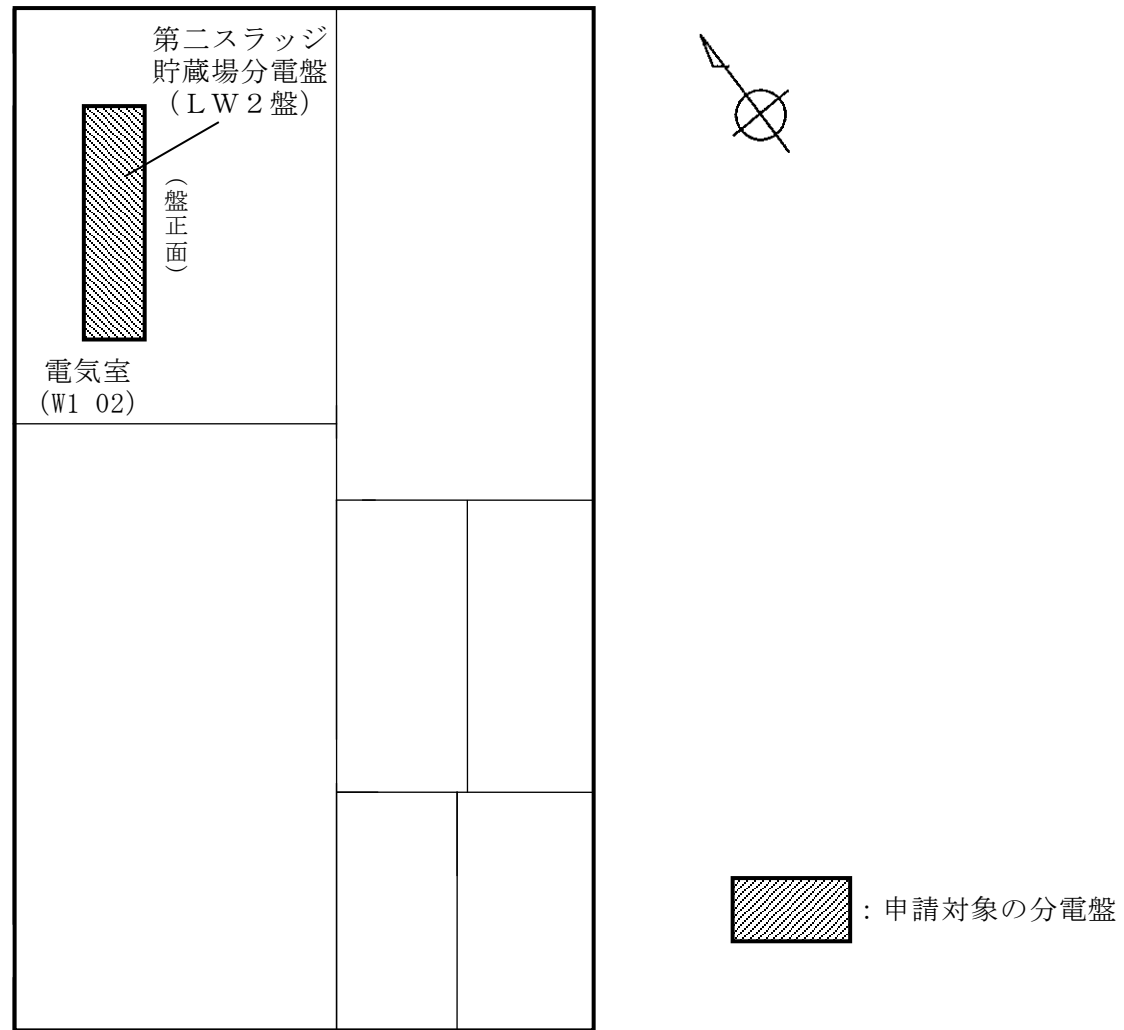 第二スラッジ
貯蔵場分電盤
（ＬＷ２盤）
（盤正面）
電気室
(W1 02)
：申請対象の分電盤